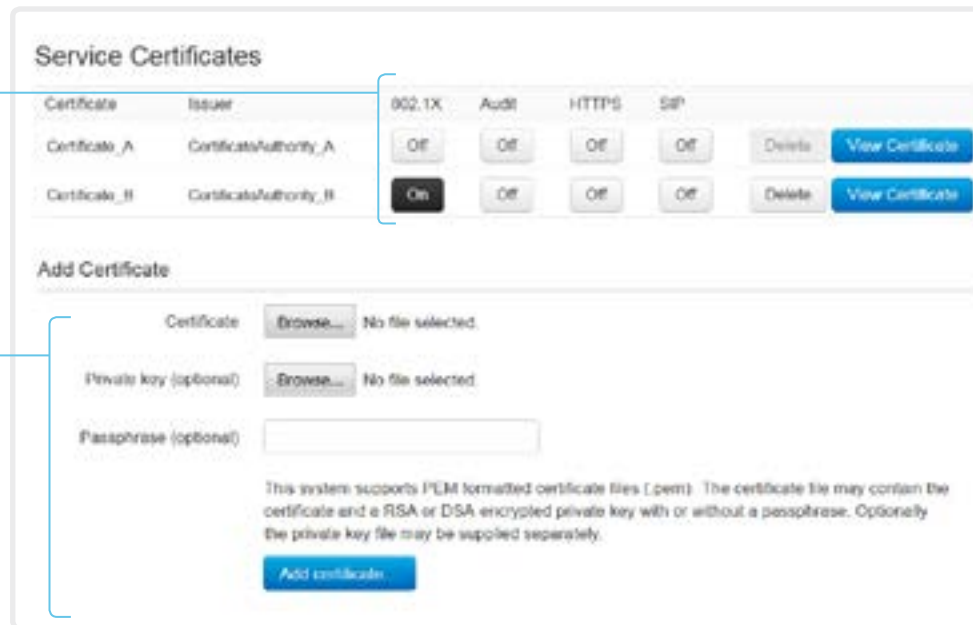 Service Certificates
Certificate Issuer 802.1X Audit HTTPS SIP
Certificate_A CertificateAuthority_A Off Off Off Off Delete View Certificate
Certificate_B CertificateAuthority_B On Off Off Off Delete View Certificate
Add Certificate
Certificate Browse... No file selected.
Private key (optional) Browse... No file selected.
Passphrase (optional)
This system supports PEM formatted certificate files (.pem). The certificate file may contain the
certificate and a RSA or DSA encrypted private key with or without a passphrase. Optionally
the private key file may be supplied separately.
Add certificate...